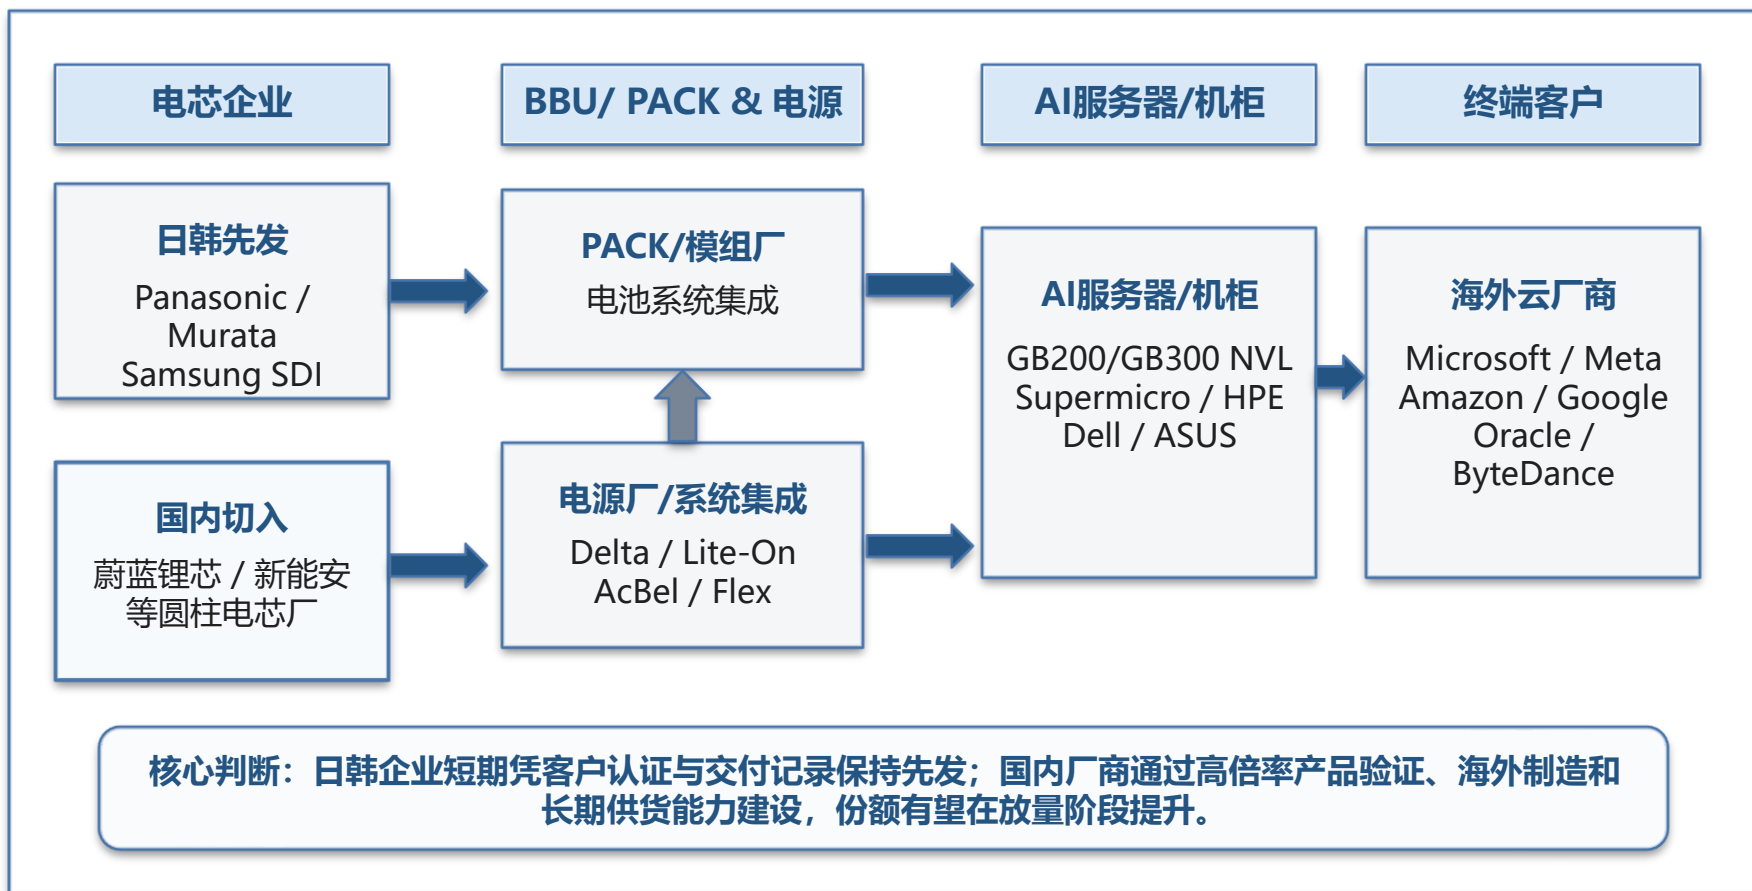 电芯企业
BBU/ PACK & 电源
AI服务器/机柜
终端客户
日韩先发
Panasonic /
Murata
Samsung SDI
国内切入
蔚蓝锂芯 / 新能安
等圆柱电芯厂
PACK/模组厂
电池系统集成
电源厂/系统集成
Delta / Lite-On
AcBel / Flex
AI服务器/机柜
GB200/GB300 NVL
Supermicro / HPE
Dell / ASUS
海外云厂商
Microsoft / Meta
Amazon / Google
Oracle /
ByteDance
核心判断：日韩企业短期凭客户认证与交付记录保持先发；国内厂商通过高倍率产品验证、海外制造和
长期供货能力建设，份额有望在放量阶段提升。